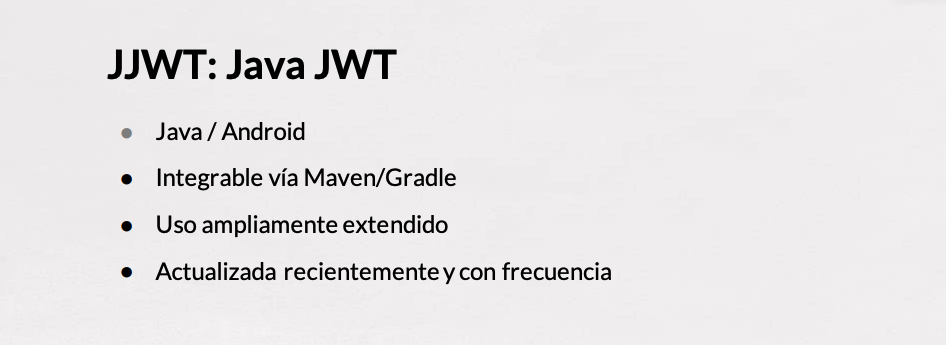 JJWT: Java JWT
● Java / Android
● Integrable vía Maven/Gradle
● Uso ampliamente extendido
● Actualizada recientemente y con frecuencia